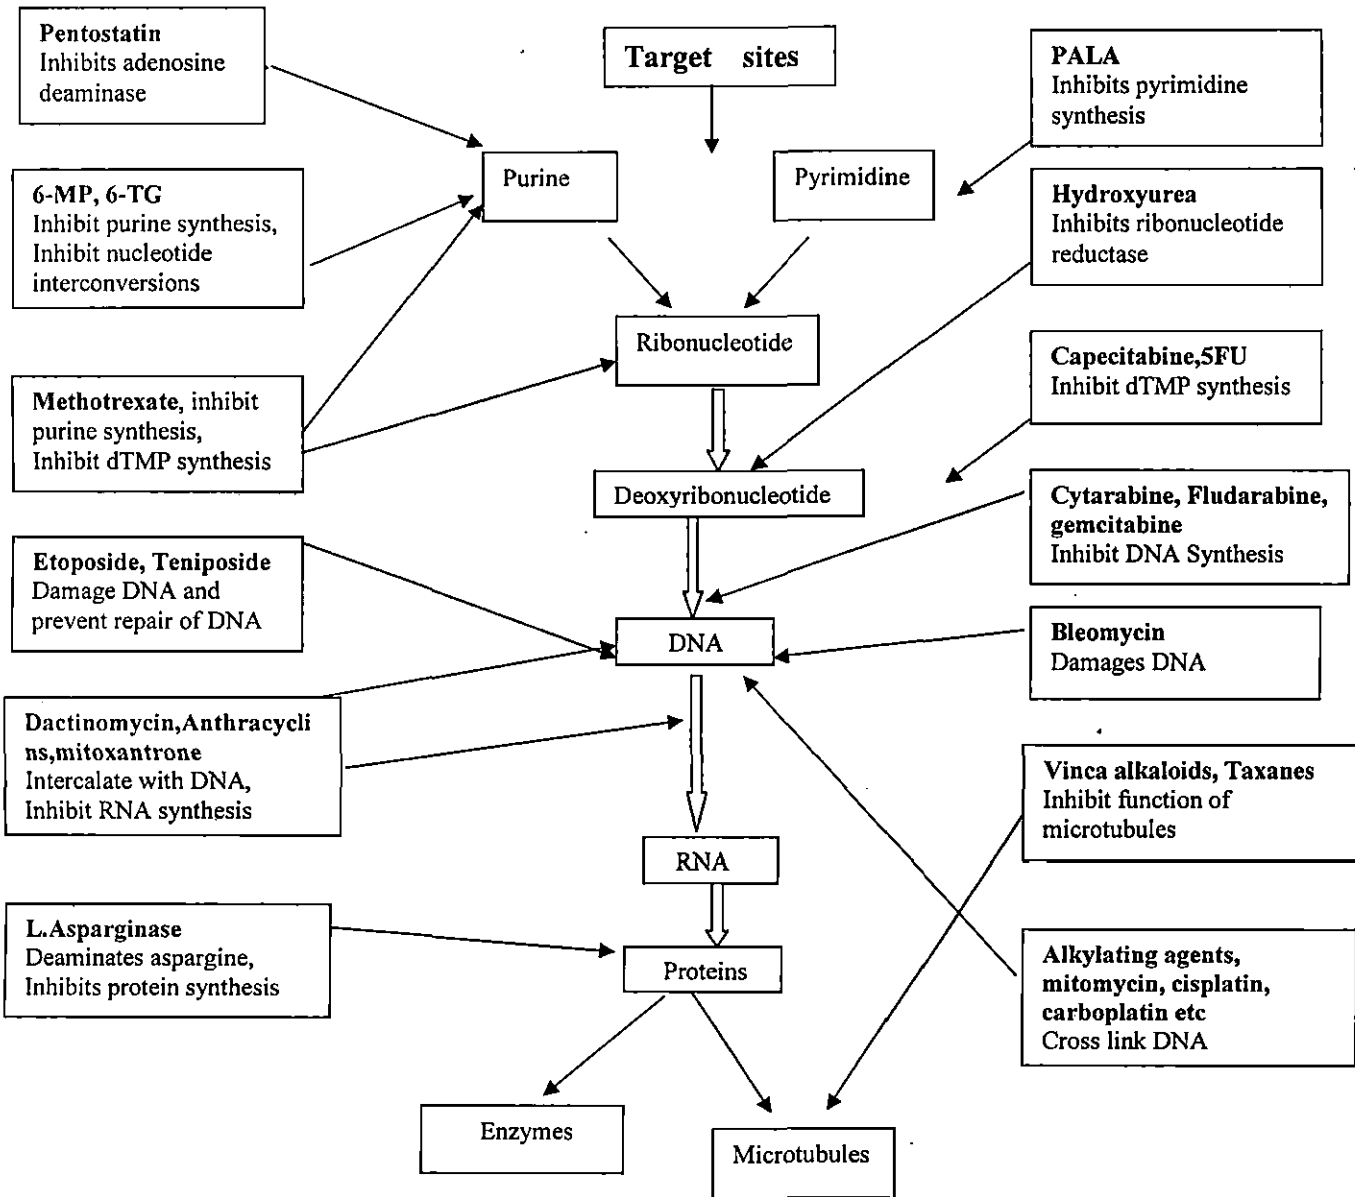 Pentostatin
Inhibits adenosine
deaminase
Target sites
PALA
Inhibits pyrimidine
synthesis
Purine
Pyrimidine
6-MP, 6-TG
Inhibit purine synthesis,
Inhibit nucleotide
interconversions
Hydroxyurea
Inhibits ribonucleotide
reductase
Ribonucleotide
Methotrexate, inhibit
purine synthesis,
Inhibit dTMP synthesis
Capecitabine,5FU
Inhibit dTMP synthesis
Deoxyribonucleotide
Cytarabine, Fludarabine,
gemcitabine
Inhibit DNA Synthesis
Etoposide, Teniposide
Damage DNA and
prevent repair of DNA
DNA
Bleomycin
Damages DNA
Dactinomycin,Anthracycli
ns,mitoxantrone
Intercalate with DNA,
Inhibit RNA synthesis
Vinca alkaloids, Taxanes
Inhibit function of
microtubules
RNA
L.Asparginase
Deaminates aspargine,
Inhibits protein synthesis
Proteins
Alkylating agents,
mitomycin, cisplatin,
carboplatin etc
Cross link DNA
Enzymes
Microtubules